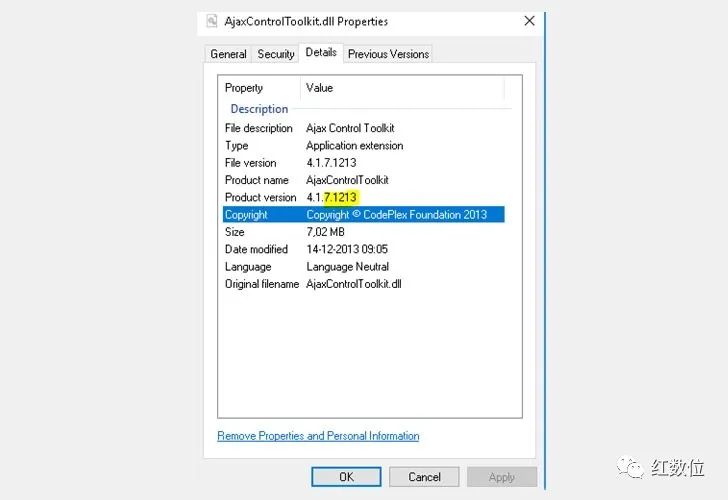 AjaxControlToolkit.dll Properties
General Security Details Previous Versions
Property Value
Description
File description Ajax Control Toolkit
Type Application extension
File version 4.1.7.1213
Product name AjaxControlToolkit
Product version 4.1.7.1213
Copyright Copyright © CodePlex Foundation 2013
Size 7,02 MB
Date modified 14-12-2013 09:05
Language Language Neutral
Original filename AjaxControlToolkit.dll
Remove Properties and Personal Information
OK Cancel Apply
红数位